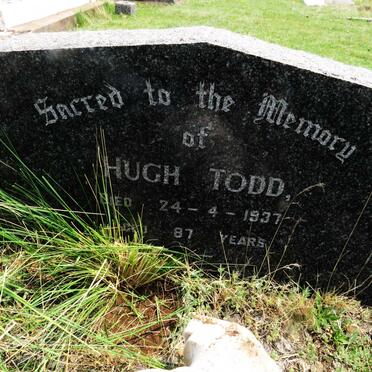 Sacred to the Memory
of
HUGH TODD,
DIED 24-4-1937
87 YEARS